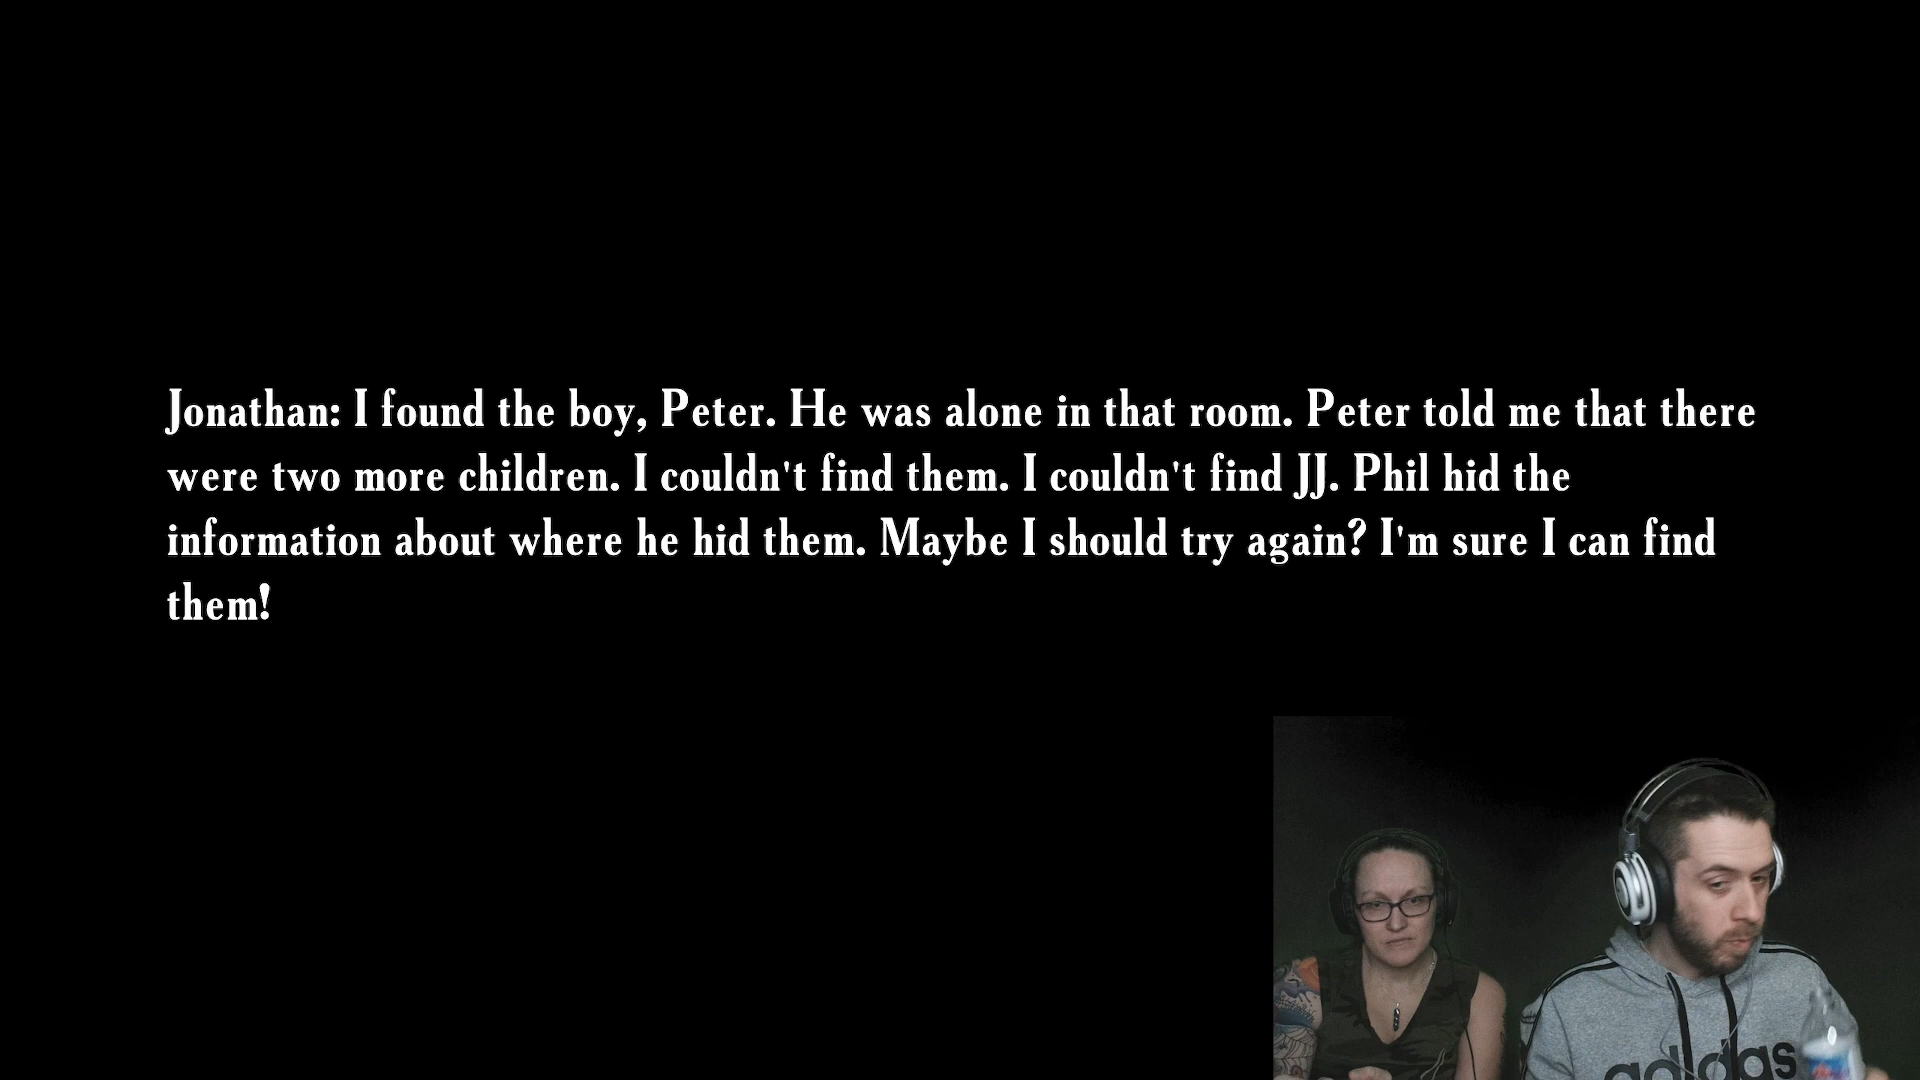 Jonathan: I found the boy, Peter. He was alone in that room. Peter told me that there
were two more children. I couldn't find them. I couldn't find JJ. Phil hid the
information about where he hid them. Maybe I should try again? I'm sure I can find
them!
adidas